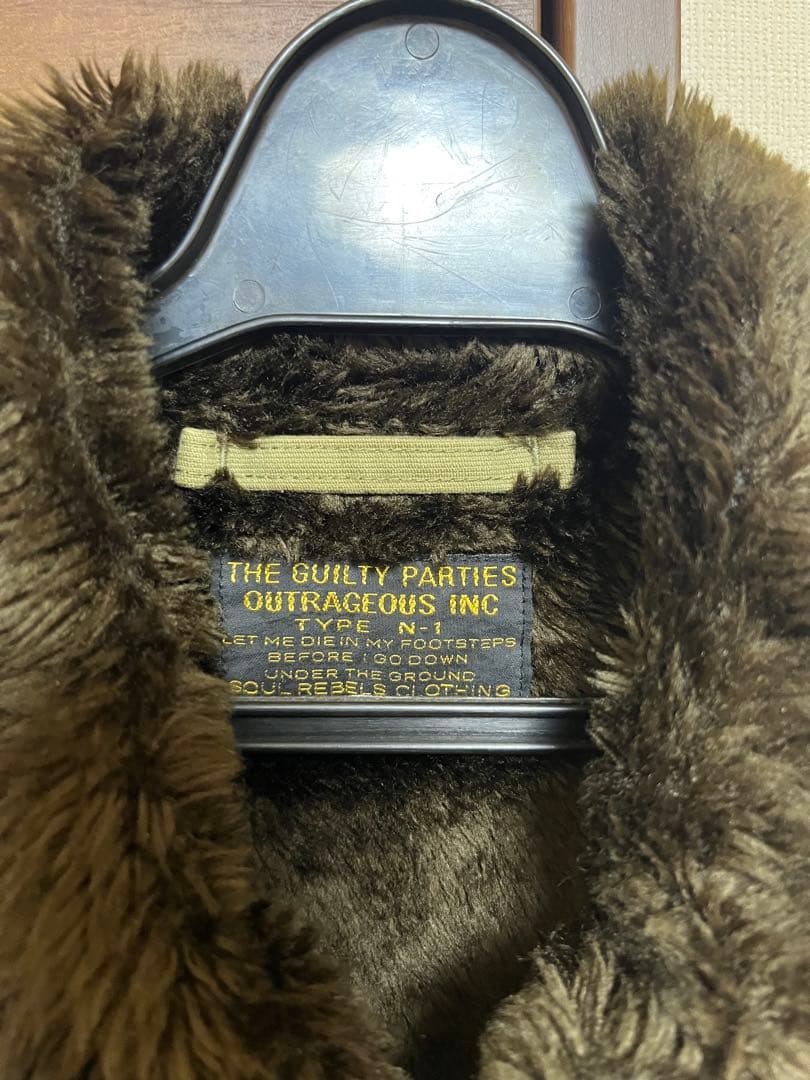 THE GUILTY PARTIES
OUTRAGEOUS INC
TYPE N-1
LET ME DIE IN MY FOOTSTEPS
BEFORE I GO DOWN
UNDER THE GROUND
SOUL REBELS CLOTHING